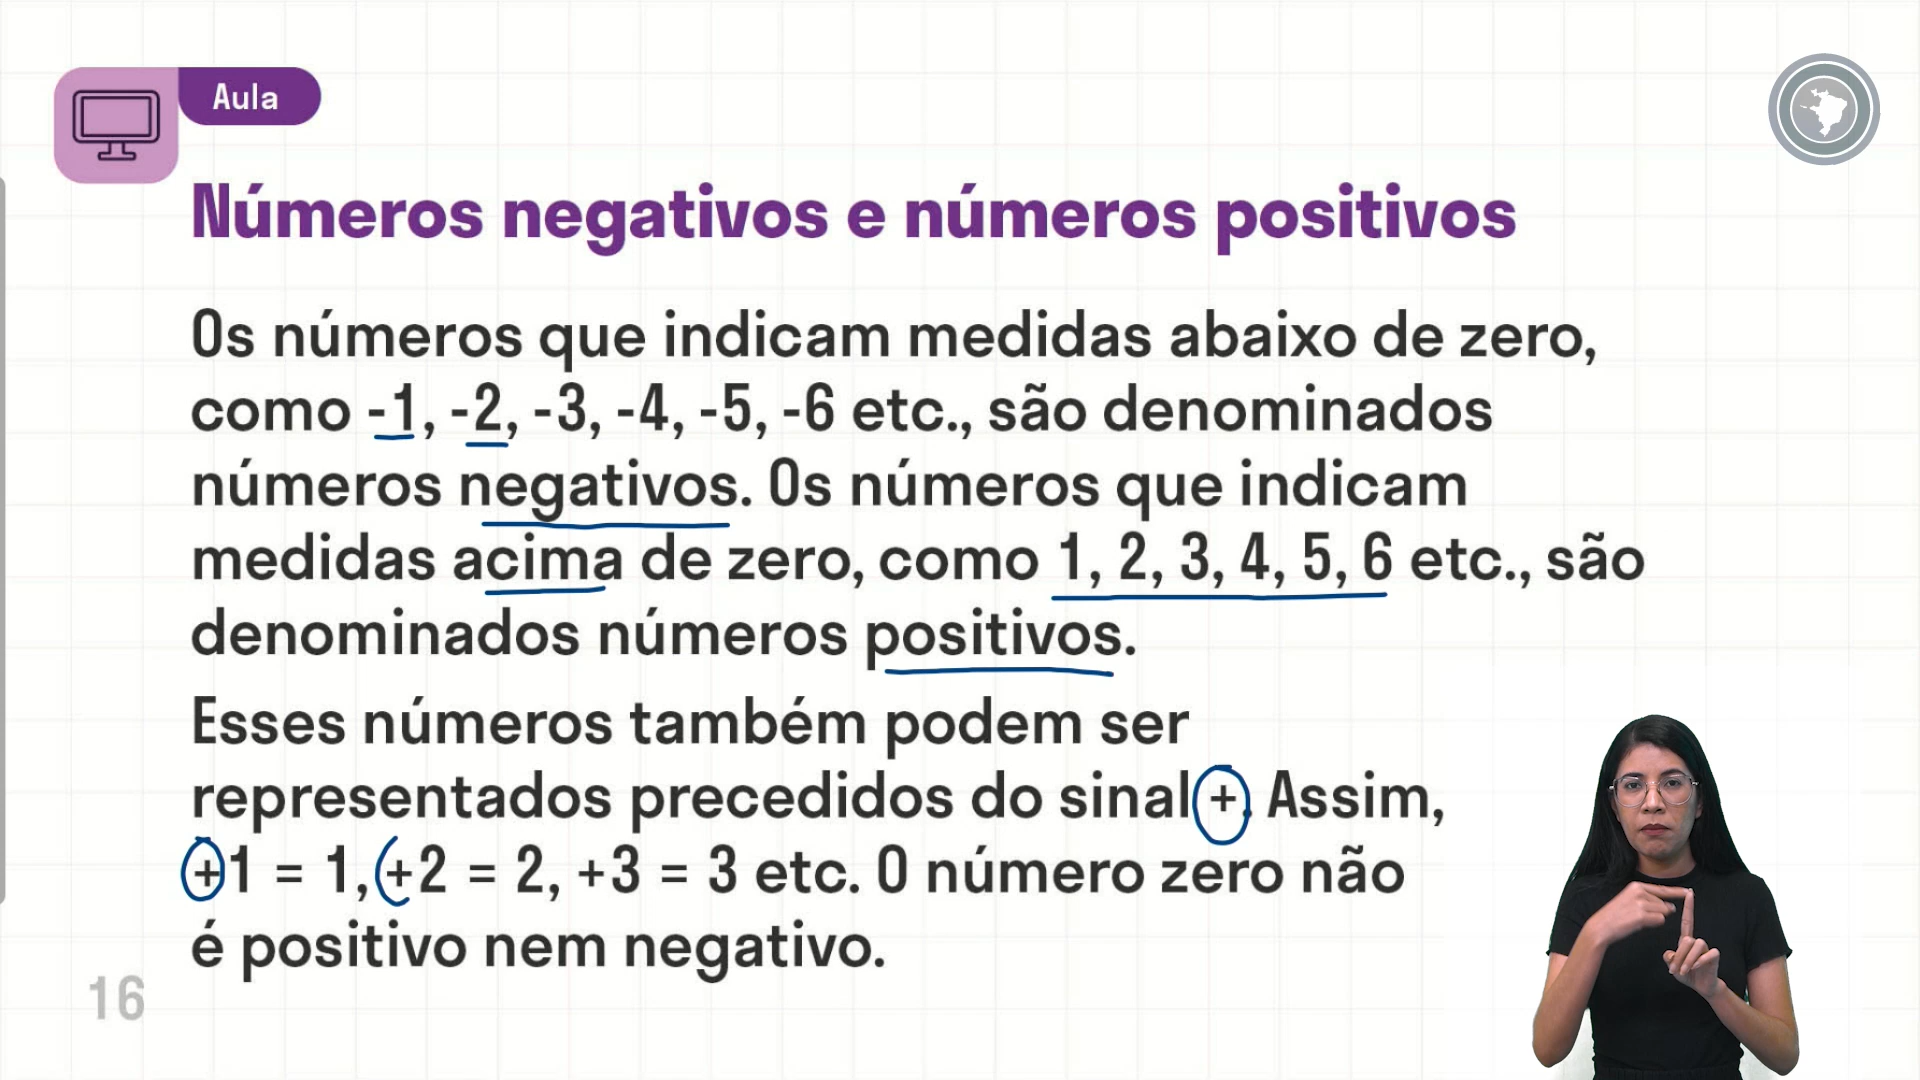 Aula
Números negativos e números positivos
Os números que indicam medidas abaixo de zero,
como -1, -2, -3, -4, -5, -6 etc., são denominados
números negativos. Os números que indicam
medidas acima de zero, como 1, 2, 3, 4, 5, 6 etc., são
denominados números positivos.
Esses números também podem ser
representados precedidos do sinal +. Assim,
+1 = 1, +2 = 2, +3 = 3 etc. O número zero não
é positivo nem negativo.
16